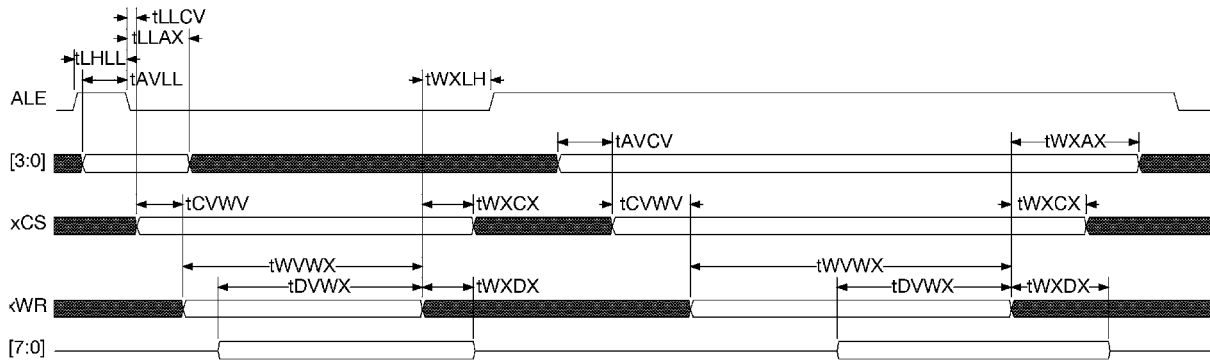 tLLCV
tLLAX
tLHLL
tAVLL
tWXLH
ALE
[3:0]
tAVCV
tWXAX
xCS
tCVWV
tWXCX
tCVWV
tWXCX
tWVWX
tWVWX
tDVWX
tWXDX
tDVWX
tWXDX
xWR
[7:0]